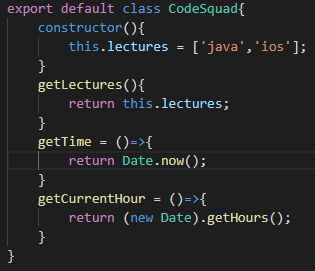 export default class CodeSquad{
    constructor(){
        this.lectures = ['java','ios'];
    }
    getLectures(){
        return this.lectures;
    }
    getTime = ()=>{
        return Date.now();
    }
    getCurrentHour = ()=>{
        return (new Date).getHours();
    }
}